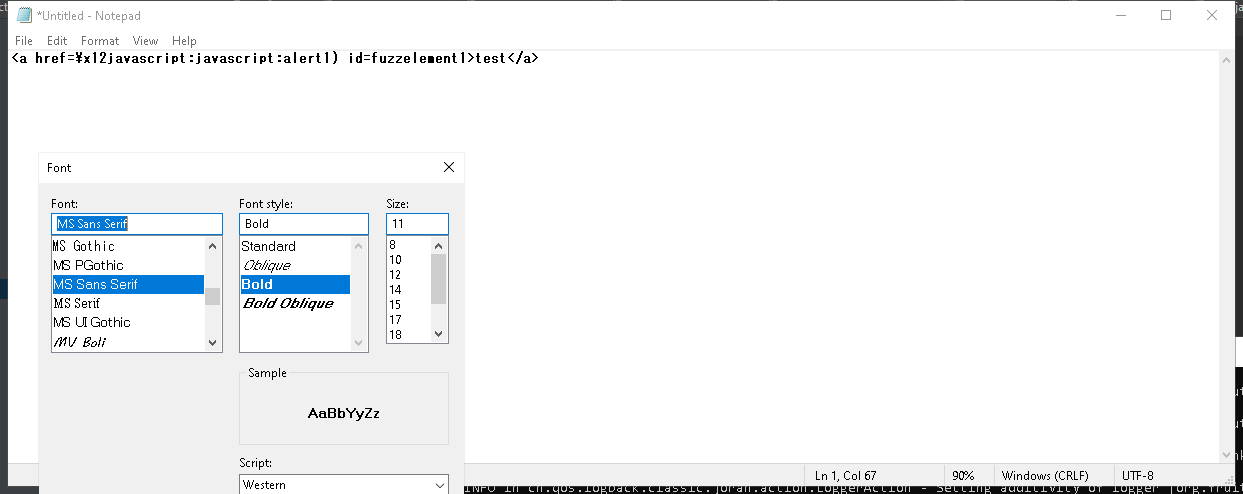 *Untitled - Notepad
File Edit Format View Help
<a href=¥x12javascript:javascript:alert1) id=fuzzelement1>test</a>
Font
Font: Font style: Size:
MS Sans Serif Bold 11
MS Gothic
MS PGothic
MS Sans Serif
MS Serif
MS UI Gothic
MV Boli
Standard
Oblique
Bold
Bold Oblique
8
10
12
14
15
17
18
Sample
AaBbYyZz
Script:
Western
Ln 1, Col 67 90% Windows (CRLF) UTF-8
INFO in ch.qos.logback.classic.joran.action.LoggerAction - Setting additivity of logger [org.fruit